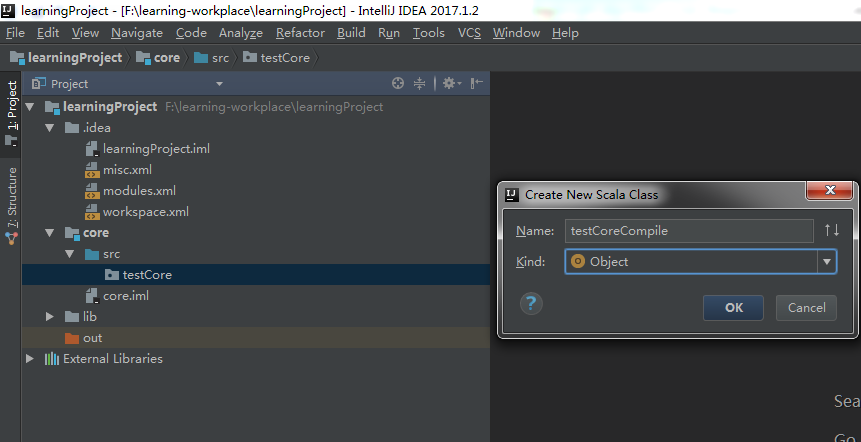 learningProject - [F:\learning-workplace\learningProject] - IntelliJ IDEA 2017.1.2
File Edit View Navigate Code Analyze Refactor Build Run Tools VCS Window Help
learningProject core src testCore
1: Project
7: Structure
Project
learningProject F:\learning-workplace\learningProject
.idea
learningProject.iml
misc.xml
modules.xml
workspace.xml
core
src
testCore
core.iml
lib
out
External Libraries
Create New Scala Class
Name: testCoreCompile
Kind: Object
? OK Cancel
Sea
Go